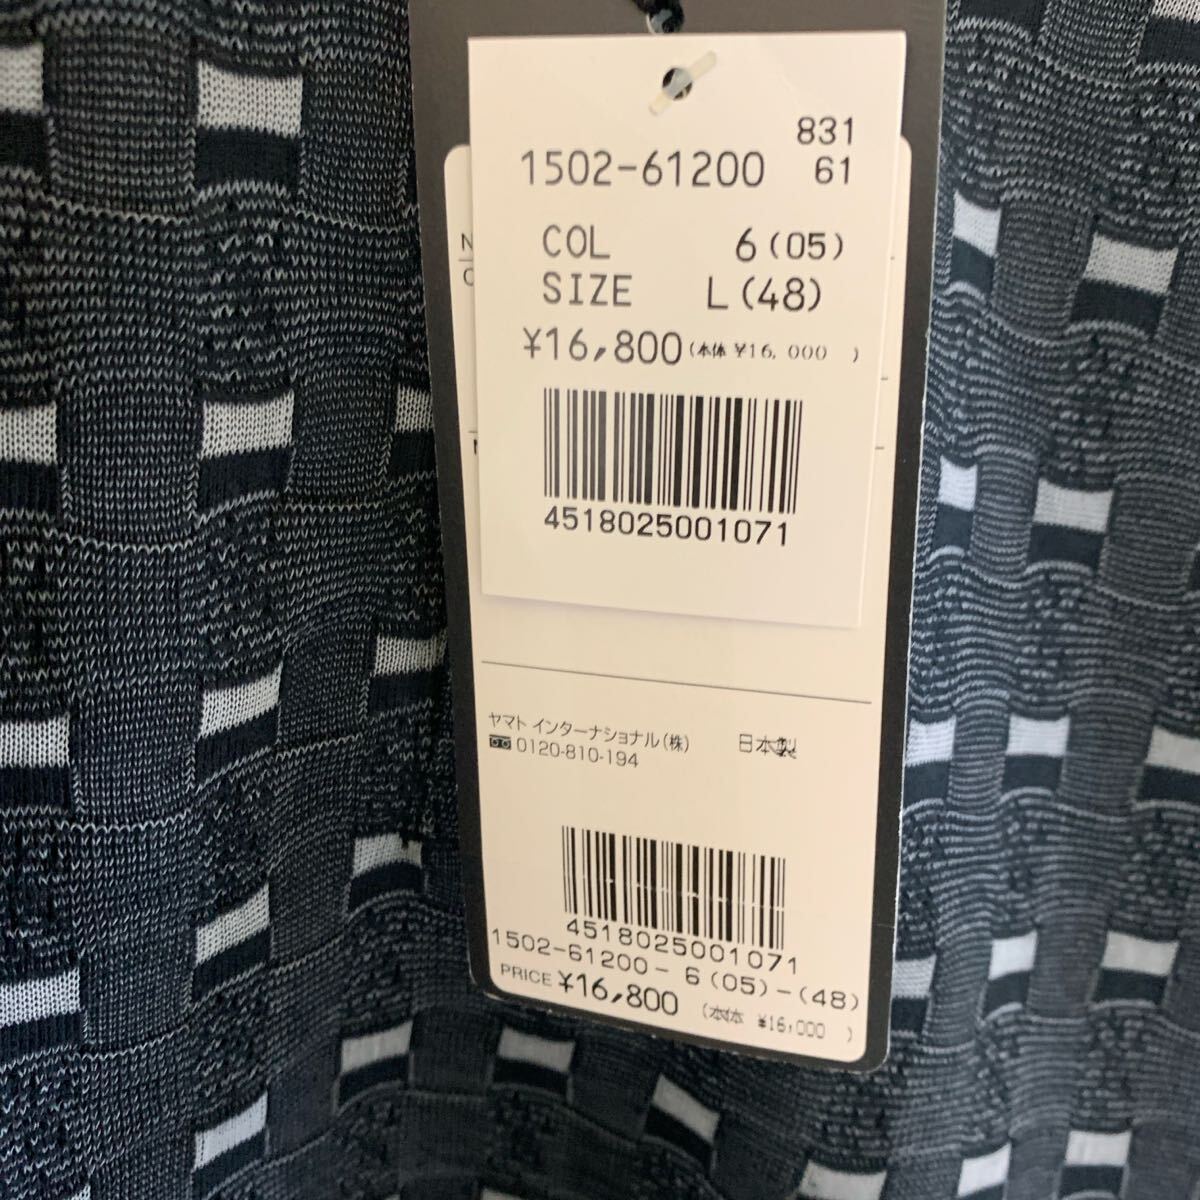 831
1502-61200 61
COL 6(05)
SIZE L(48)
¥16,800(本体 ¥16,000 )
4518025001071
N
C
ヤマト インターナショナル(株) 日本製
0120-810-194
4518025001071
1502-61200-6(05)-(48)
PRICE ¥16,800 (本体 ¥16,000 )